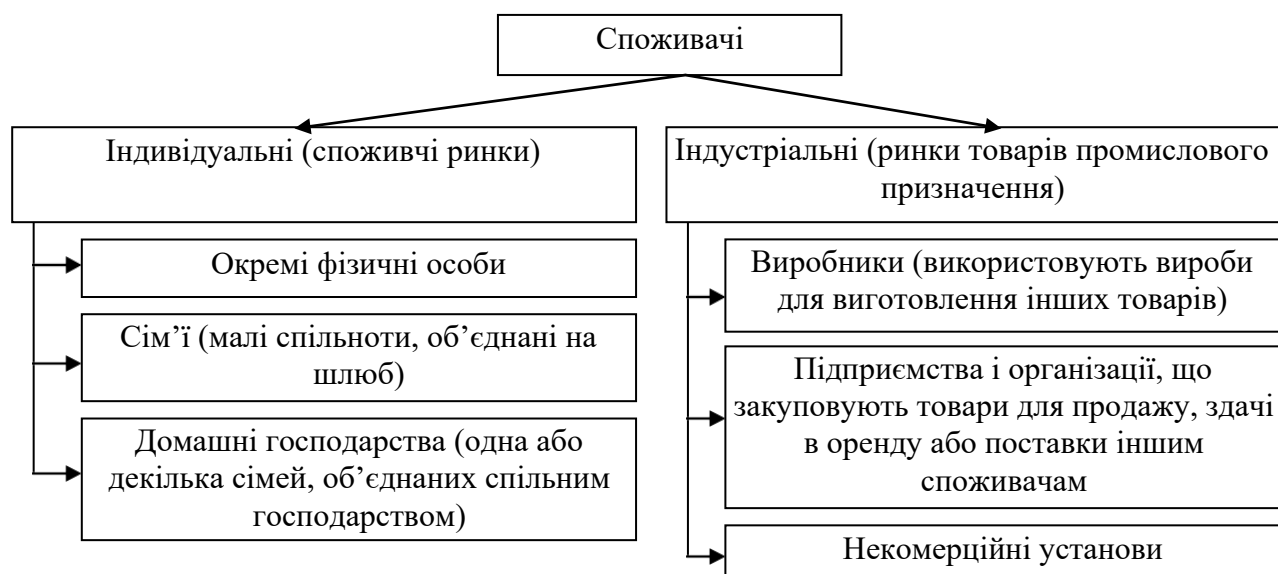 Споживачі
Індивідуальні (споживчі ринки)
Окремі фізичні особи
Сім’ї (малі спільноти, об’єднані на
шлюб)
Домашні господарства (одна або
декілька сімей, об’єднаних спільним
господарством)
Індустріальні (ринки товарів промислового
призначення)
Виробники (використовують вироби
для виготовлення інших товарів)
Підприємства і організації, що
закуповують товари для продажу, здачі
в оренду або поставки іншим
споживачам
Некомерційні установи